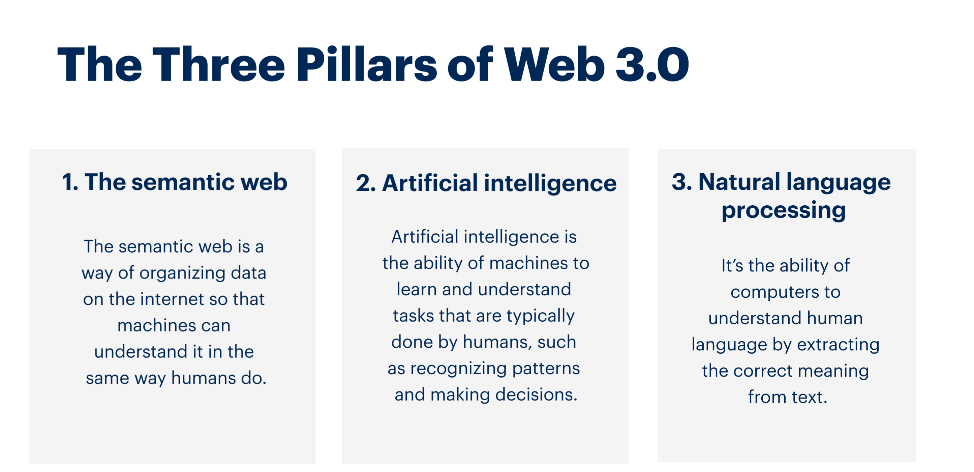 The Three Pillars of Web 3.0
1. The semantic web
The semantic web is a
way of organizing data
on the internet so that
machines can
understand it in the
same way humans do.
2. Artificial intelligence
Artificial intelligence is
the ability of machines to
learn and understand
tasks that are typically
done by humans, such
as recognizing patterns
and making decisions.
3. Natural language
processing
It’s the ability of
computers to
understand human
language by extracting
the correct meaning
from text.